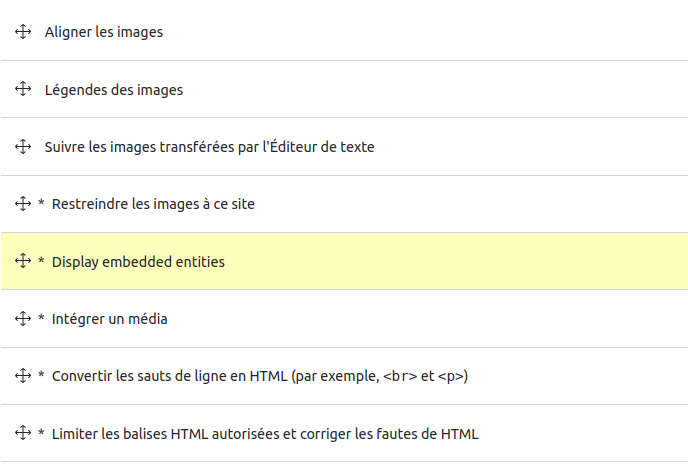 Aligner les images
Légendes des images
Suivre les images transférées par l'Éditeur de texte
* Restreindre les images à ce site
* Display embedded entities
* Intégrer un média
* Convertir les sauts de ligne en HTML (par exemple, <br> et <p>)
* Limiter les balises HTML autorisées et corriger les fautes de HTML